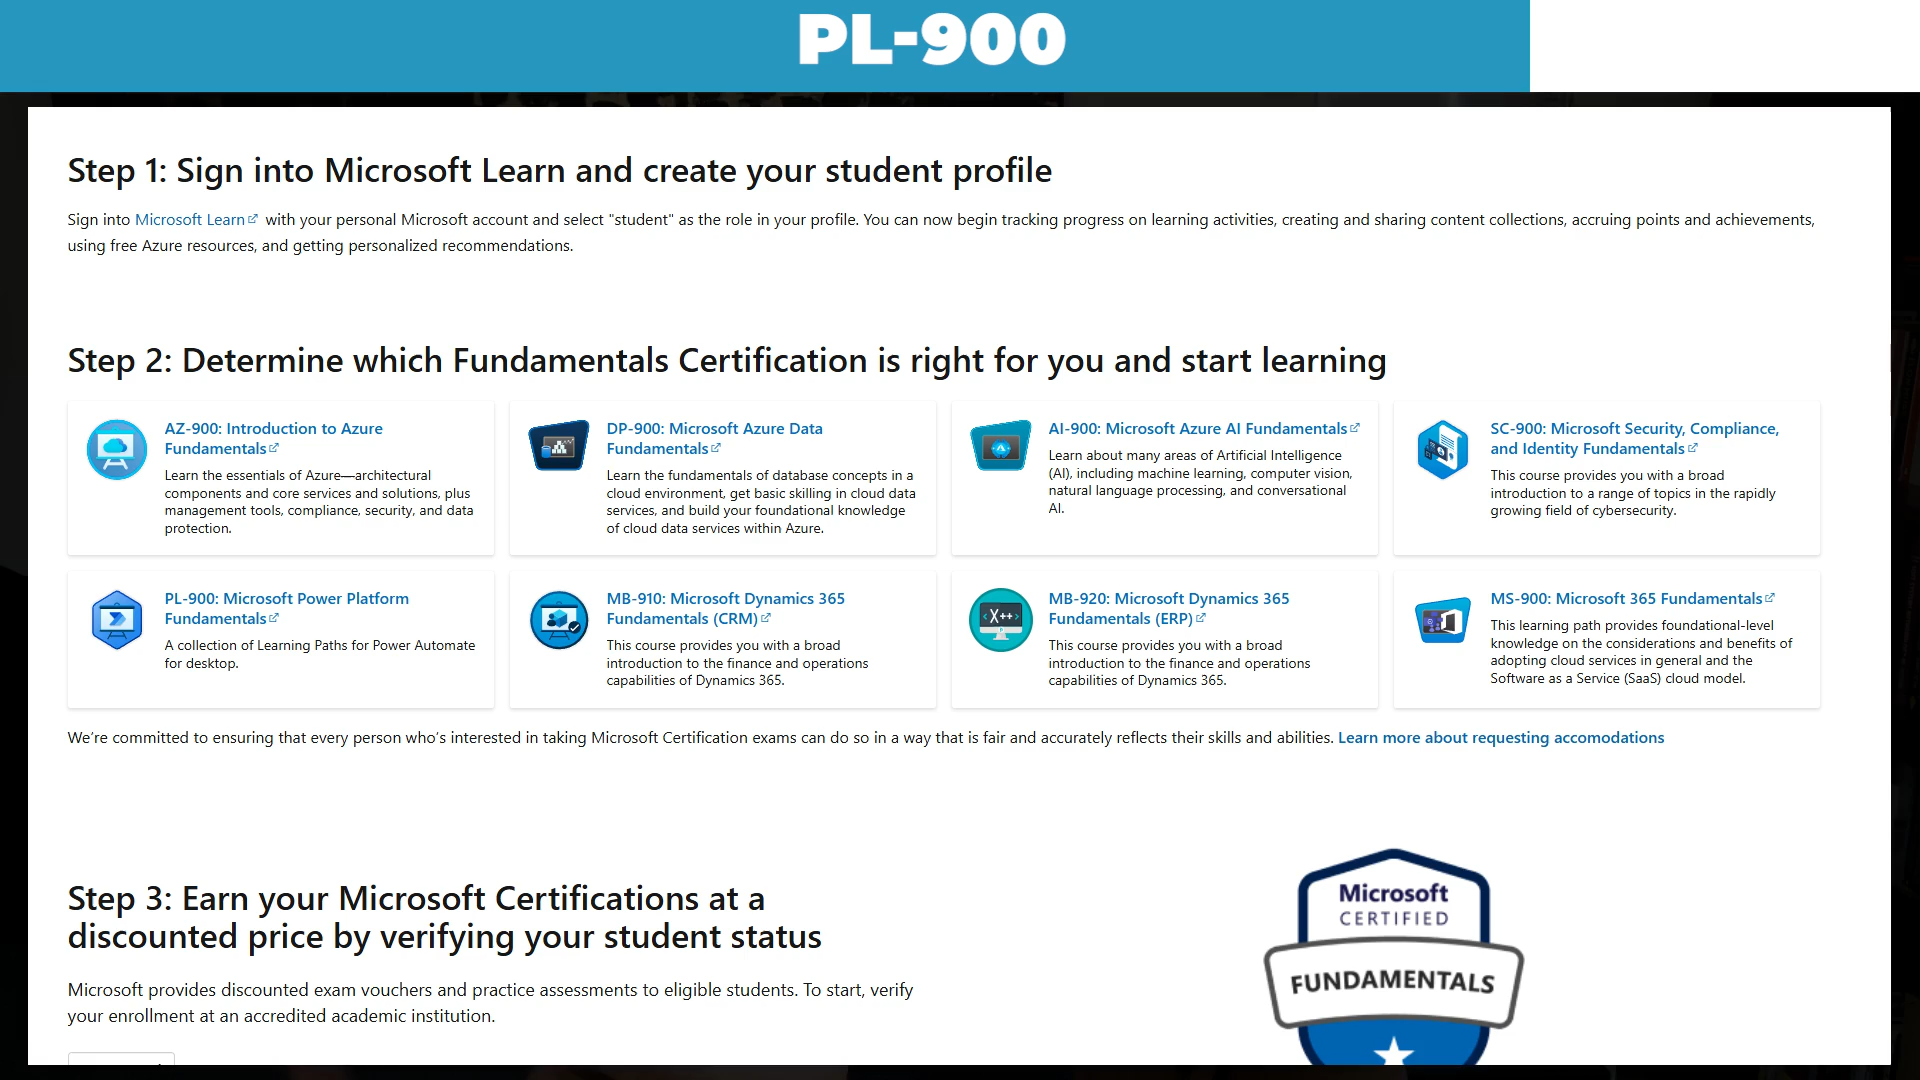 PL-900
Step 1: Sign into Microsoft Learn and create your student profile
Sign into Microsoft Learn with your personal Microsoft account and select "student" as the role in your profile. You can now begin tracking progress on learning activities, creating and sharing content collections, accruing points and achievements,
using free Azure resources, and getting personalized recommendations.
Step 2: Determine which Fundamentals Certification is right for you and start learning
AZ-900: Introduction to Azure
Fundamentals
Learn the essentials of Azure—architectural
components and core services and solutions, plus
management tools, compliance, security, and data
protection.
DP-900: Microsoft Azure Data
Fundamentals
Learn the fundamentals of database concepts in a
cloud environment, get basic skilling in cloud data
services, and build your foundational knowledge
of cloud data services within Azure.
AI-900: Microsoft Azure AI Fundamentals
Learn about many areas of Artificial Intelligence
(AI), including machine learning, computer vision,
natural language processing, and conversational
AI.
SC-900: Microsoft Security, Compliance,
and Identity Fundamentals
This course provides you with a broad
introduction to a range of topics in the rapidly
growing field of cybersecurity.
PL-900: Microsoft Power Platform
Fundamentals
A collection of Learning Paths for Power Automate
for desktop.
MB-910: Microsoft Dynamics 365
Fundamentals (CRM)
This course provides you with a broad
introduction to the finance and operations
capabilities of Dynamics 365.
X++
MB-920: Microsoft Dynamics 365
Fundamentals (ERP)
This course provides you with a broad
introduction to the finance and operations
capabilities of Dynamics 365.
MS-900: Microsoft 365 Fundamentals
This learning path provides foundational-level
knowledge on the considerations and benefits of
adopting cloud services in general and the
Software as a Service (SaaS) cloud model.
We're committed to ensuring that every person who's interested in taking Microsoft Certification exams can do so in a way that is fair and accurately reflects their skills and abilities. Learn more about requesting accomodations
Step 3: Earn your Microsoft Certifications at a
discounted price by verifying your student status
Microsoft provides discounted exam vouchers and practice assessments to eligible students. To start, verify
your enrollment at an accredited academic institution.
Microsoft
CERTIFIED
FUNDAMENTALS